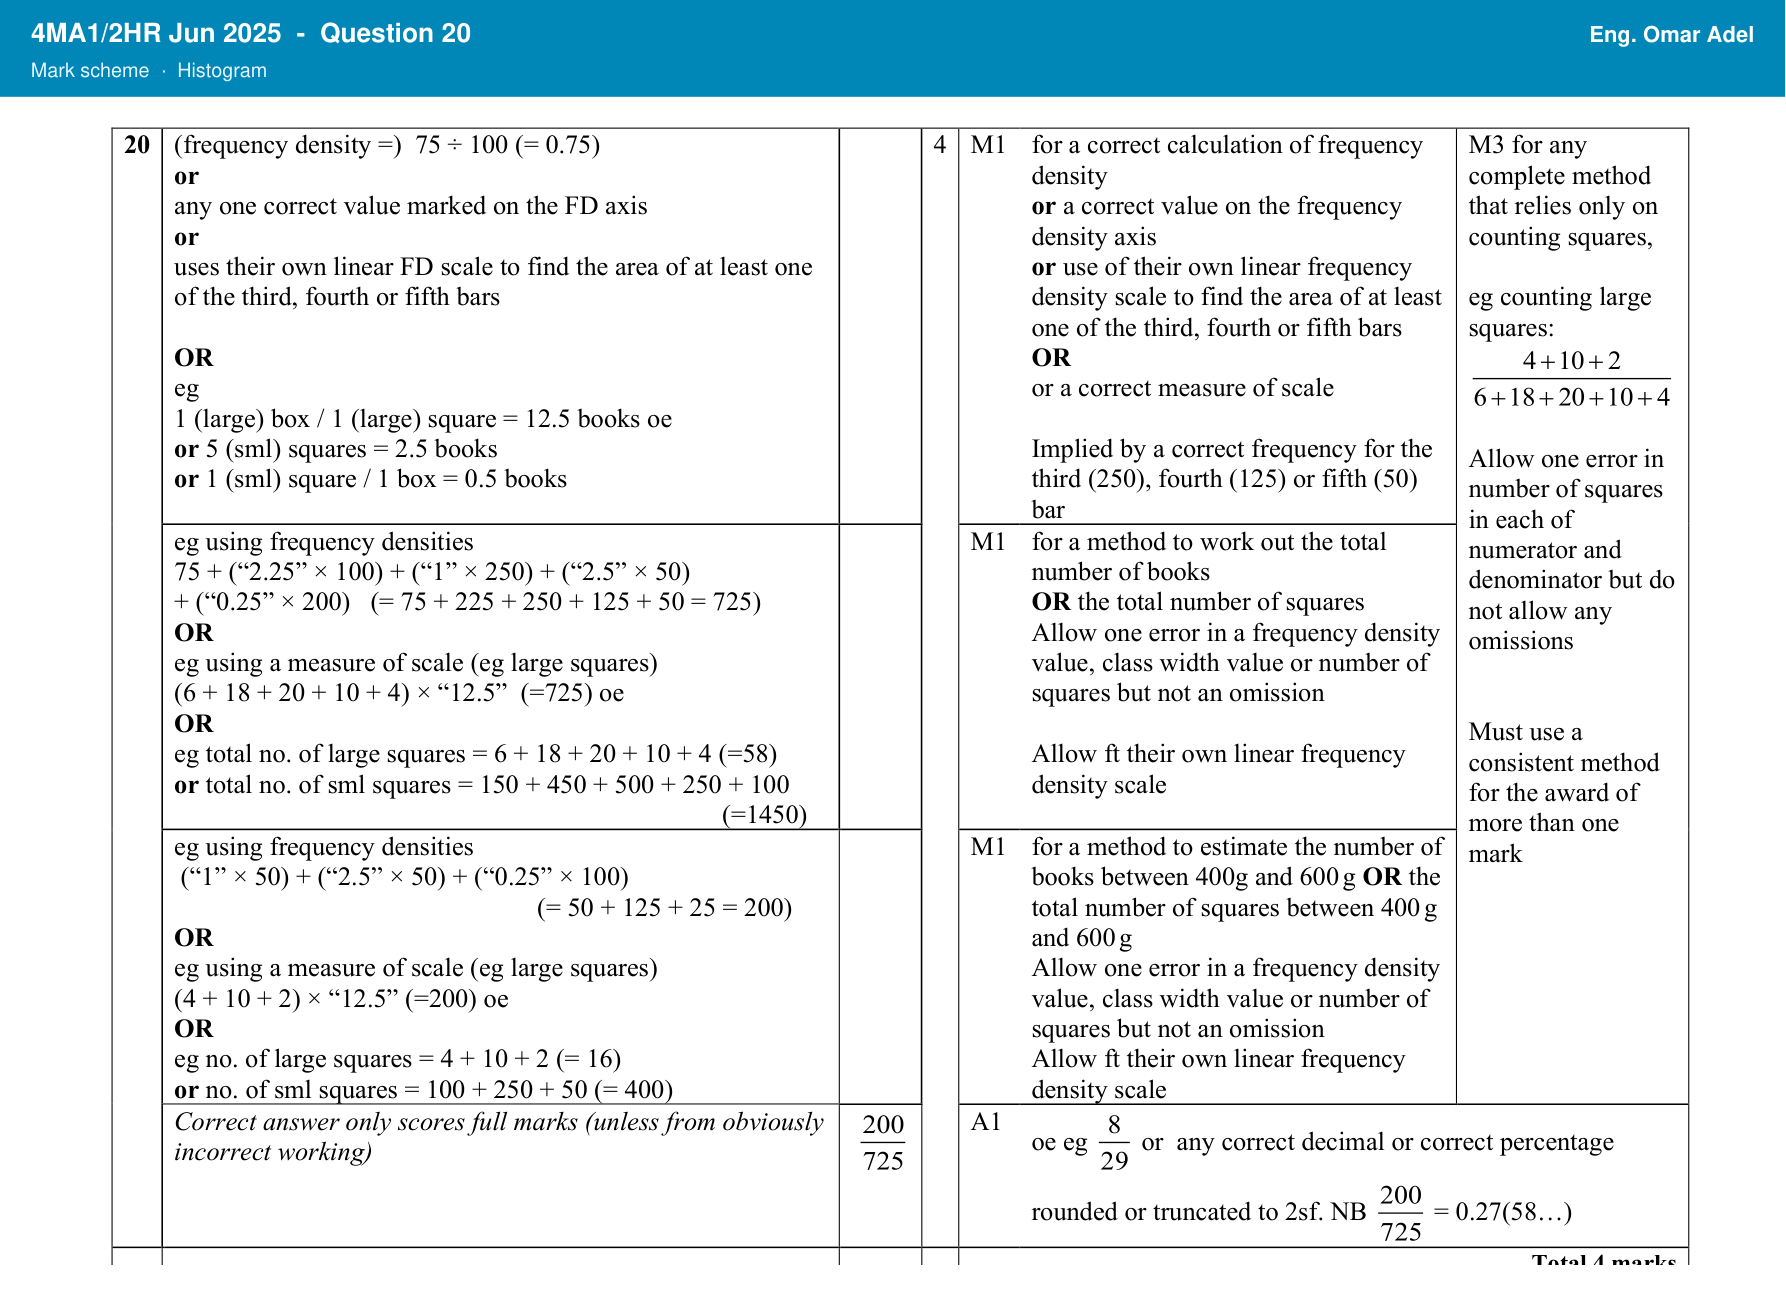 4MA1/2HR Jun 2025 - Question 20
Eng. Omar Adel
Mark scheme · Histogram
20
(frequency density =) 75 ÷ 100 (= 0.75)
or
any one correct value marked on the FD axis
or
uses their own linear FD scale to find the area of at least one
of the third, fourth or fifth bars
OR
eg
1 (large) box / 1 (large) square = 12.5 books oe
or 5 (sml) squares = 2.5 books
or 1 (sml) square / 1 box = 0.5 books
4
M1
for a correct calculation of frequency
density
or a correct value on the frequency
density axis
or use of their own linear frequency
density scale to find the area of at least
one of the third, fourth or fifth bars
OR
or a correct measure of scale
Implied by a correct frequency for the
third (250), fourth (125) or fifth (50)
bar
M3 for any
complete method
that relies only on
counting squares,
eg counting large
squares:
4+10+2
6+18+20+10+4
Allow one error in
number of squares
in each of
numerator and
denominator but do
not allow any
omissions
Must use a
consistent method
for the award of
more than one
mark
eg using frequency densities
75 + (“2.25” × 100) + (“1” × 250) + (“2.5” × 50)
+ (“0.25” × 200) (= 75 + 225 + 250 + 125 + 50 = 725)
OR
eg using a measure of scale (eg large squares)
(6 + 18 + 20 + 10 + 4) × “12.5” (=725) oe
OR
eg total no. of large squares = 6 + 18 + 20 + 10 + 4 (=58)
or total no. of sml squares = 150 + 450 + 500 + 250 + 100
(=1450)
M1
for a method to work out the total
number of books
OR the total number of squares
Allow one error in a frequency density
value, class width value or number of
squares but not an omission
Allow ft their own linear frequency
density scale
eg using frequency densities
(“1” × 50) + (“2.5” × 50) + (“0.25” × 100)
(= 50 + 125 + 25 = 200)
OR
eg using a measure of scale (eg large squares)
(4 + 10 + 2) × “12.5” (=200) oe
OR
eg no. of large squares = 4 + 10 + 2 (= 16)
or no. of sml squares = 100 + 250 + 50 (= 400)
M1
for a method to estimate the number of
books between 400g and 600 g OR the
total number of squares between 400 g
and 600 g
Allow one error in a frequency density
value, class width value or number of
squares but not an omission
Allow ft their own linear frequency
density scale
Correct answer only scores full marks (unless from obviously
incorrect working)
200
725
A1
oe eg 8/29 or any correct decimal or correct percentage
rounded or truncated to 2sf. NB 200/725 = 0.27(58…)
Total 4 marks